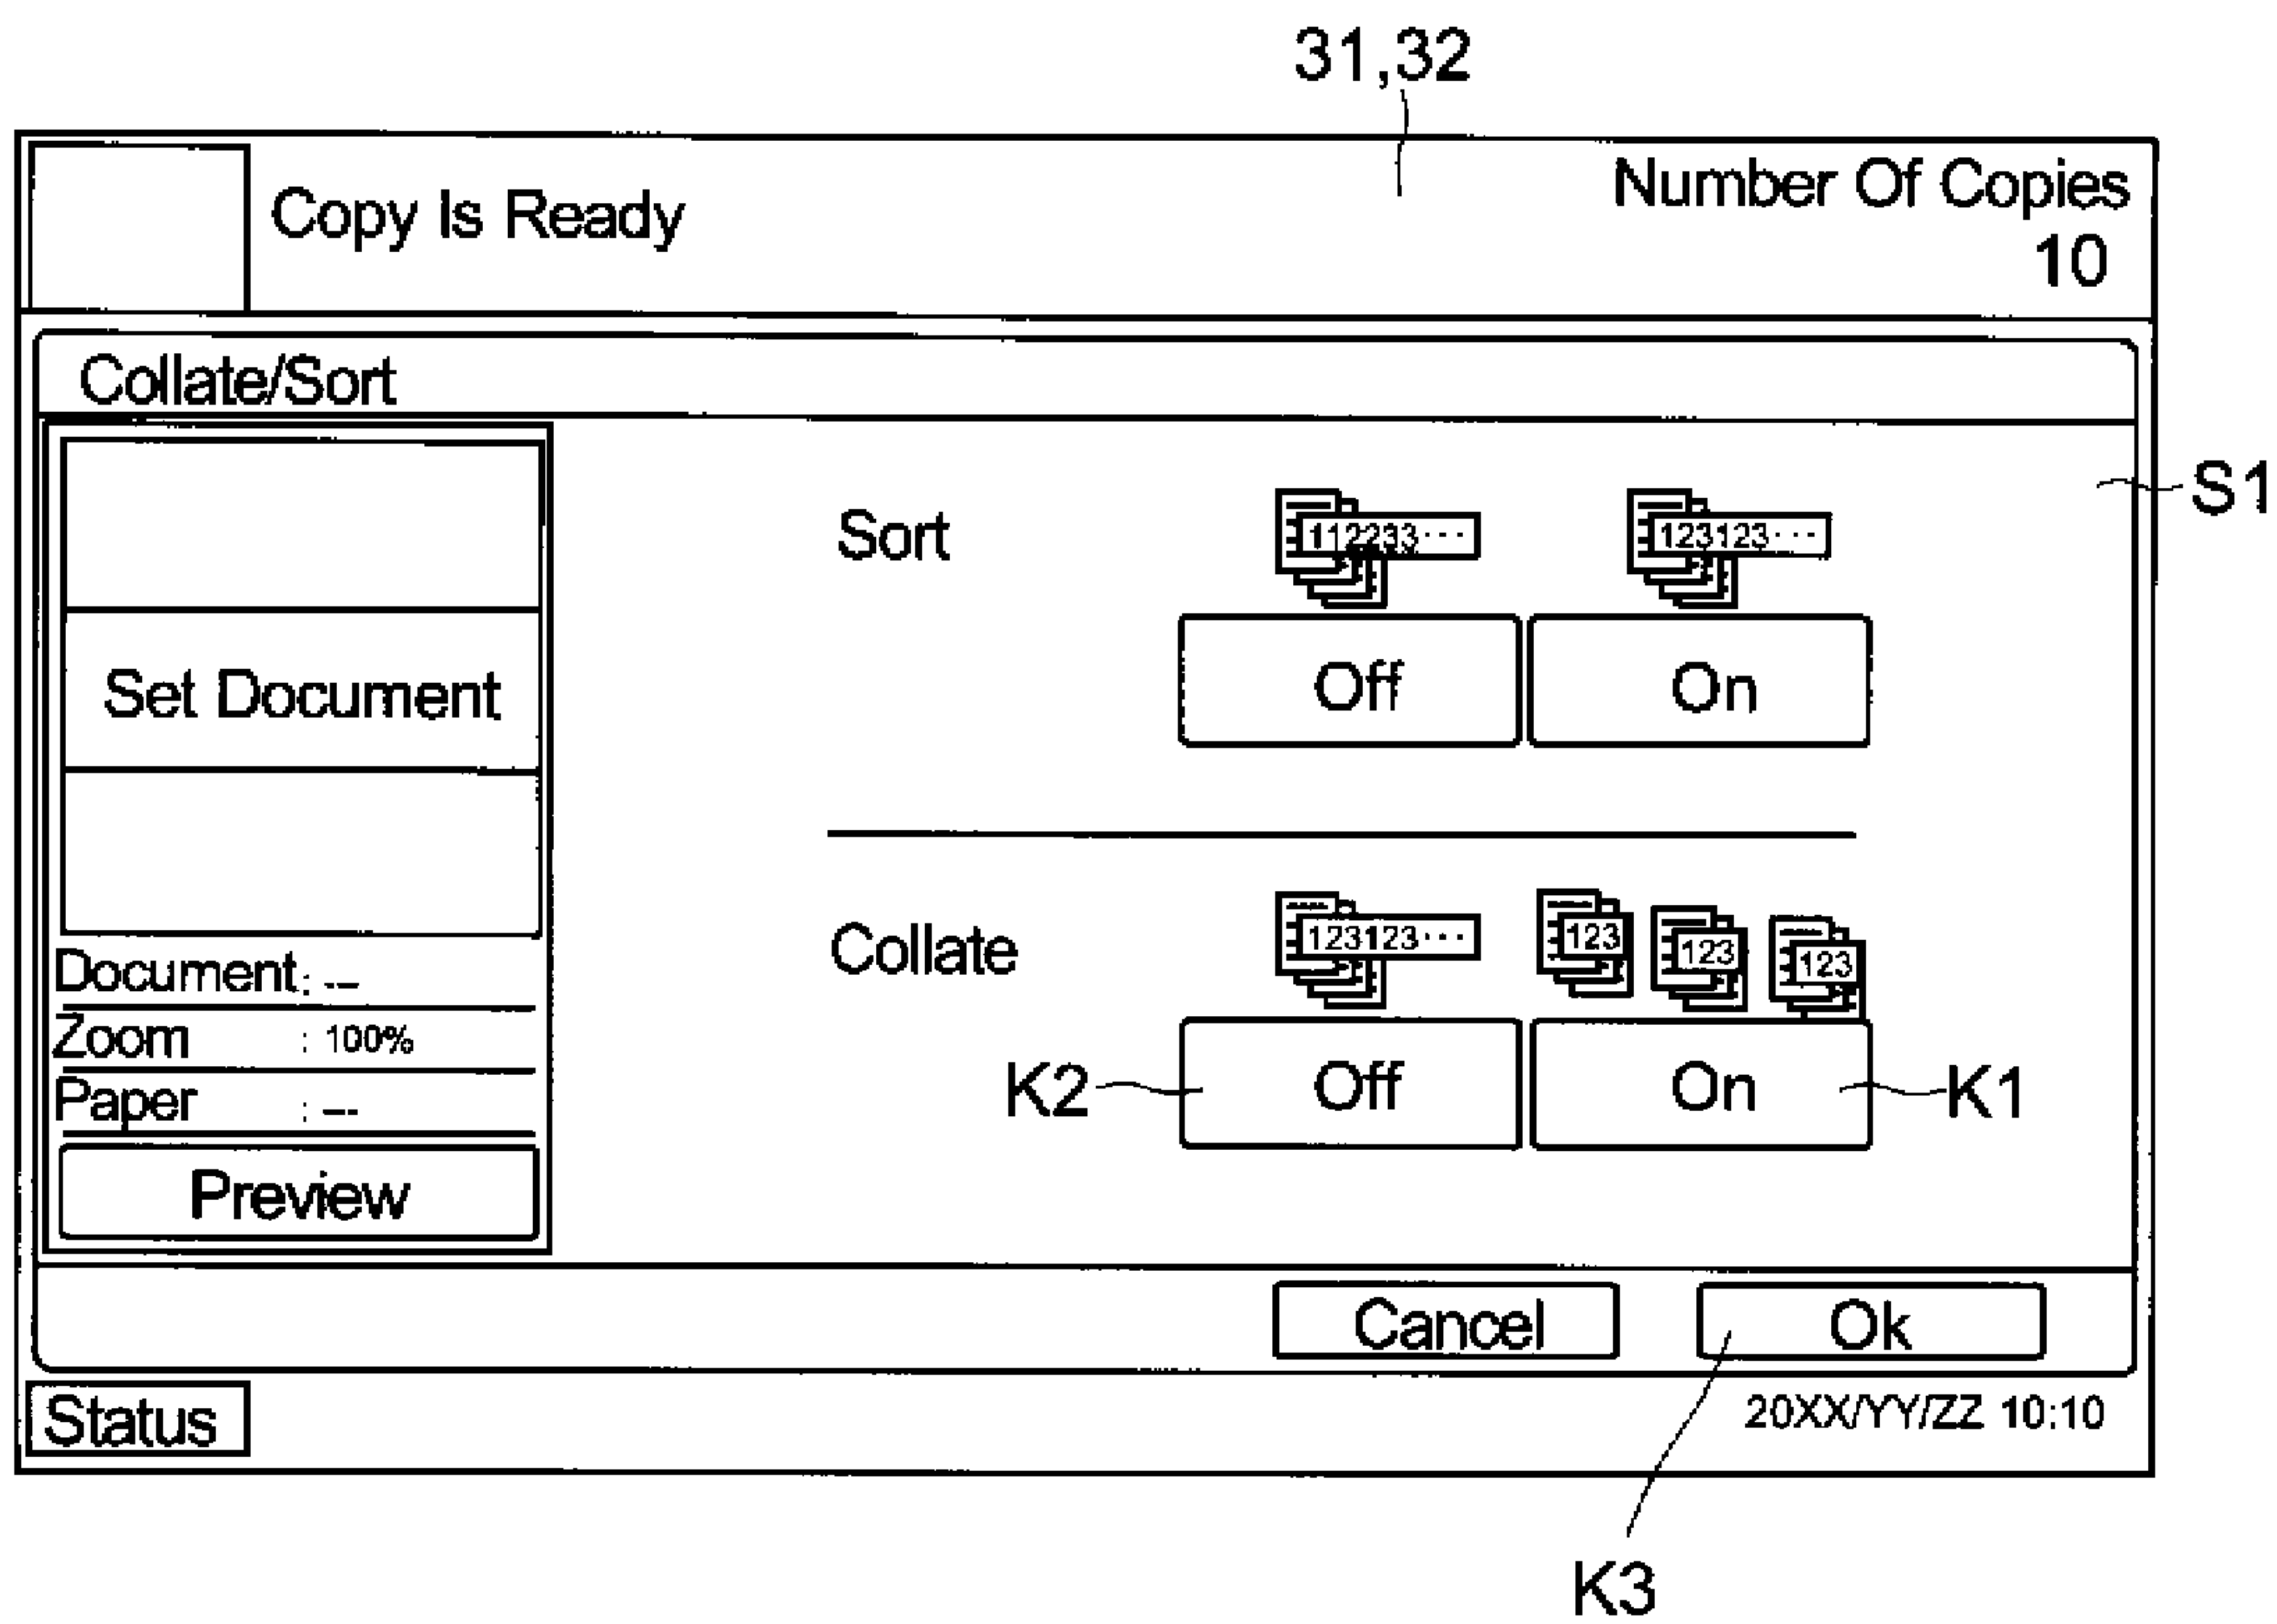 31,32
Number Of Copies
Copy Is Ready
10
Collate/Sort
S1
Sort
112233···
123123···
Set Document
Off
On
Collate
123123···
123
123
123
Document : ---
Zoom : 100%
Paper : ---
K2
Off
On
K1
Preview
Cancel
Ok
Status
20XX/YY/ZZ 10:10
K3